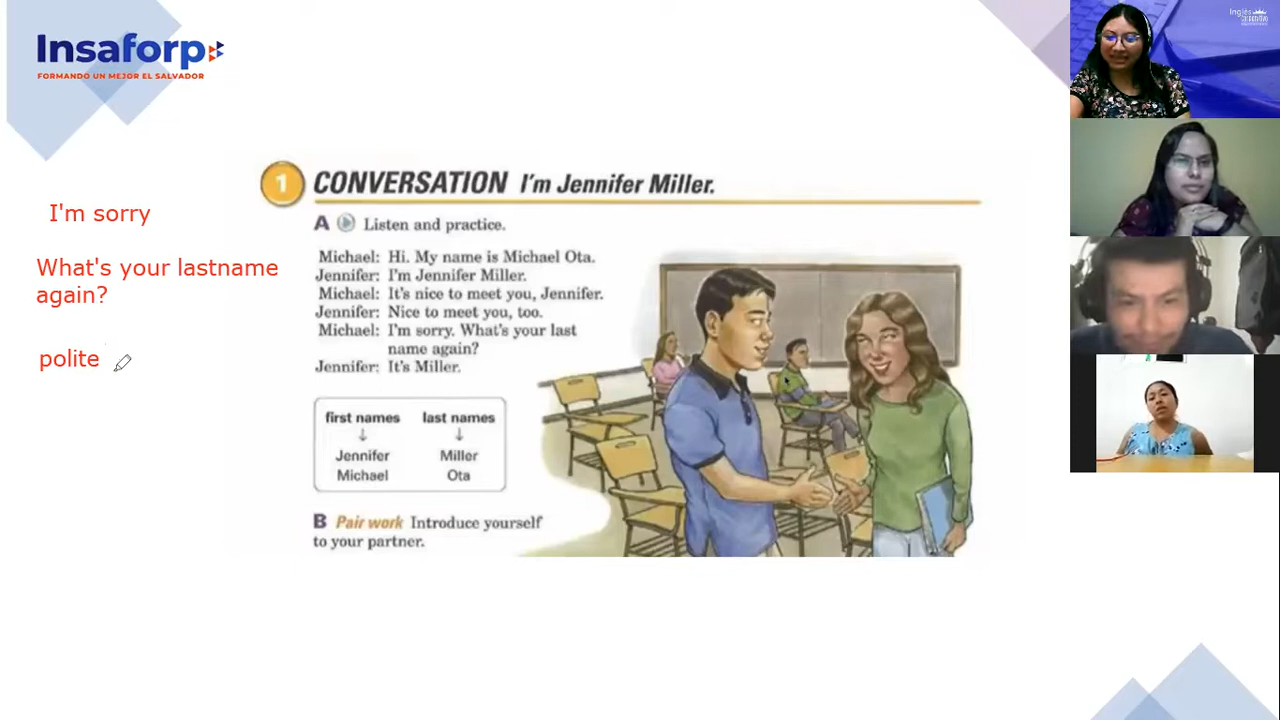 Insaforp
FORMANDO UN MEJOR EL SALVADOR
Inglés
1 CONVERSATION I'm Jennifer Miller.
A Listen and practice.
Michael: Hi. My name is Michael Ota.
Jennifer: I'm Jennifer Miller.
Michael: It's nice to meet you, Jennifer.
Jennifer: Nice to meet you, too.
Michael: I'm sorry. What's your last
name again?
Jennifer: It's Miller.
first names last names
↓ ↓
Jennifer Miller
Michael Ota
B Pair work Introduce yourself
to your partner.
I'm sorry
What's your lastname
again?
polite